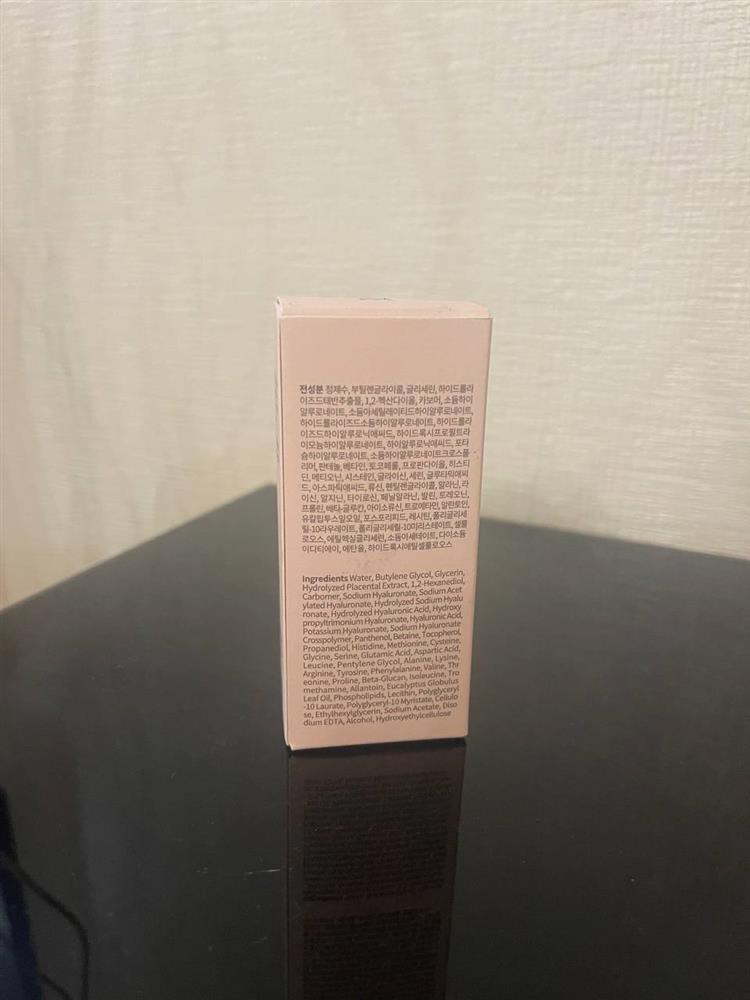 전성분 정제수, 부틸렌글라이콜, 글리세린, 하이드롤라
이즈드태반추출물, 1,2-헥산다이올, 카보머, 소듐하이
알루로네이트, 소듐아세틸레이티드하이알루로네이트,
하이드롤라이즈드소듐하이알루로네이트, 하이드롤라이
즈드하이알루로닉애씨드, 하이드록시프로필트라
이모늄하이알루로네이트, 하이알루로닉애씨드, 포타
슘하이알루로네이트, 소듐하이알루로네이트크로스폴
리머, 판테놀, 베타인, 토코페롤, 프로판다이올, 히스티
딘, 메티오닌, 시스테인, 글라이신, 세린, 글루타믹애씨
드, 아스파틱애씨드, 류신, 펜틸렌글라이콜, 알라닌, 라
이신, 알지닌, 타이로신, 페닐알라닌, 발린, 트레오닌,
프롤린, 베타-글루칸, 아이소류신, 트로메타민, 알란토인,
유칼립투스잎오일, 포스포리피드, 레시틴, 폴리글리세
릴-10라우레이트, 폴리글리세릴-10미리스테이트, 셀룰
로오스, 에틸헥실글리세린, 소듐아세테이트, 다이소듐
이디티에이, 에탄올, 하이드록시에틸셀룰로오스
Ingredients Water, Butylene Glycol, Glycerin,
Hydrolyzed Placental Extract, 1,2-Hexanediol,
Carbomer, Sodium Hyaluronate, Sodium Acet
ylated Hyaluronate, Hydrolyzed Sodium Hyalu
ronate, Hydrolyzed Hyaluronic Acid, Hydroxy
propyltrimonium Hyaluronate, Hyaluronic Acid,
Potassium Hyaluronate, Sodium Hyaluronate
Crosspolymer, Panthenol, Betaine, Tocopherol,
Propanediol, Histidine, Methionine, Cysteine,
Glycine, Serine, Glutamic Acid, Aspartic Acid,
Leucine, Pentylene Glycol, Alanine, Lysine,
Arginine, Tyrosine, Phenylalanine, Valine, Thr
eonine, Proline, Beta-Glucan, Isoleucine, Tro
methamine, Allantoin, Eucalyptus Globulus
Leaf Oil, Phospholipids, Lecithin, Polyglyceryl
-10 Laurate, Polyglyceryl-10 Myristate, Cellulo
se, Ethylhexylglycerin, Sodium Acetate, Diso
dium EDTA, Alcohol, Hydroxyethylcellulose